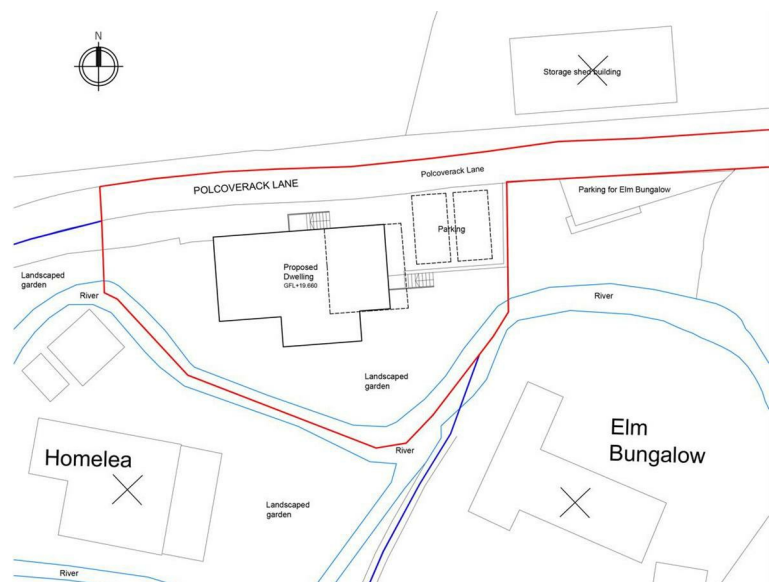 N
Storage shed building
POLCOVERACK LANE
Polcoverack Lane
Parking for Elm Bungalow
Parking
Proposed
Dwelling
GFL+19.660
Landscaped
garden
River
River
Landscaped
garden
Elm
Bungalow
Homelea
River
Landscaped
garden
River